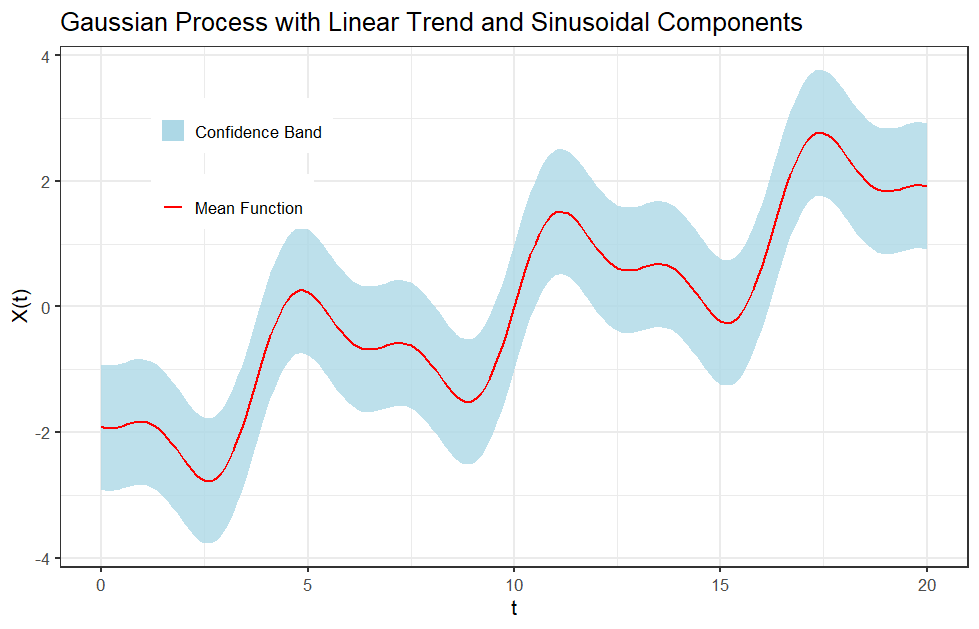 Gaussian Process with Linear Trend and Sinusoidal Components
4
Confidence Band
2
Mean Function
X(t)
0
-2
-4
0 5 10 15 20
t